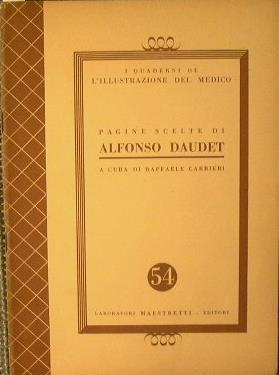 I QUADERNI DE
L'ILLUSTRAZIONE DEL MEDICO
PAGINE SCELTE DI
ALFONSO DAUDET
A CURA DI RAFFAELE CARRIERI
54
LABORATORI MAESTRETTI - EDITORI